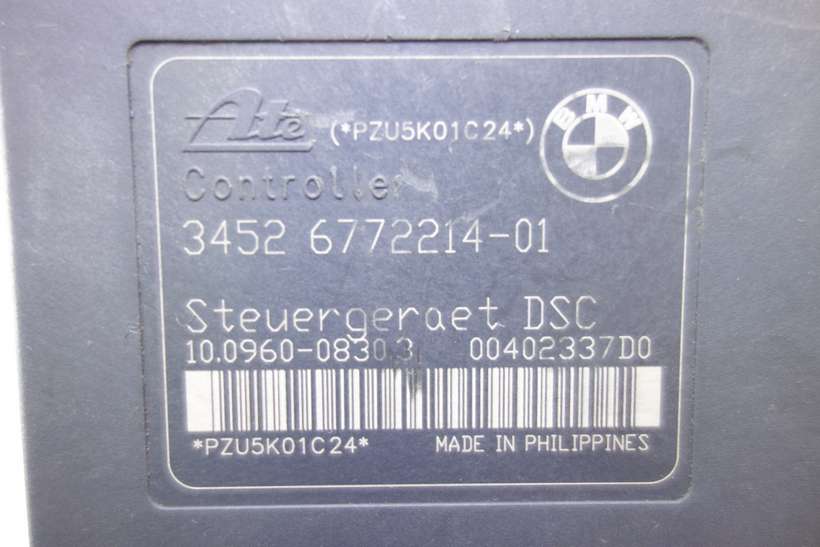 Ate (*PZU5K01C24*) BMW
Controller
3452 6772214-01
Steuergeraet DSC
10.0960-0830.3 00402337D0
*PZU5K01C24* MADE IN PHILIPPINES